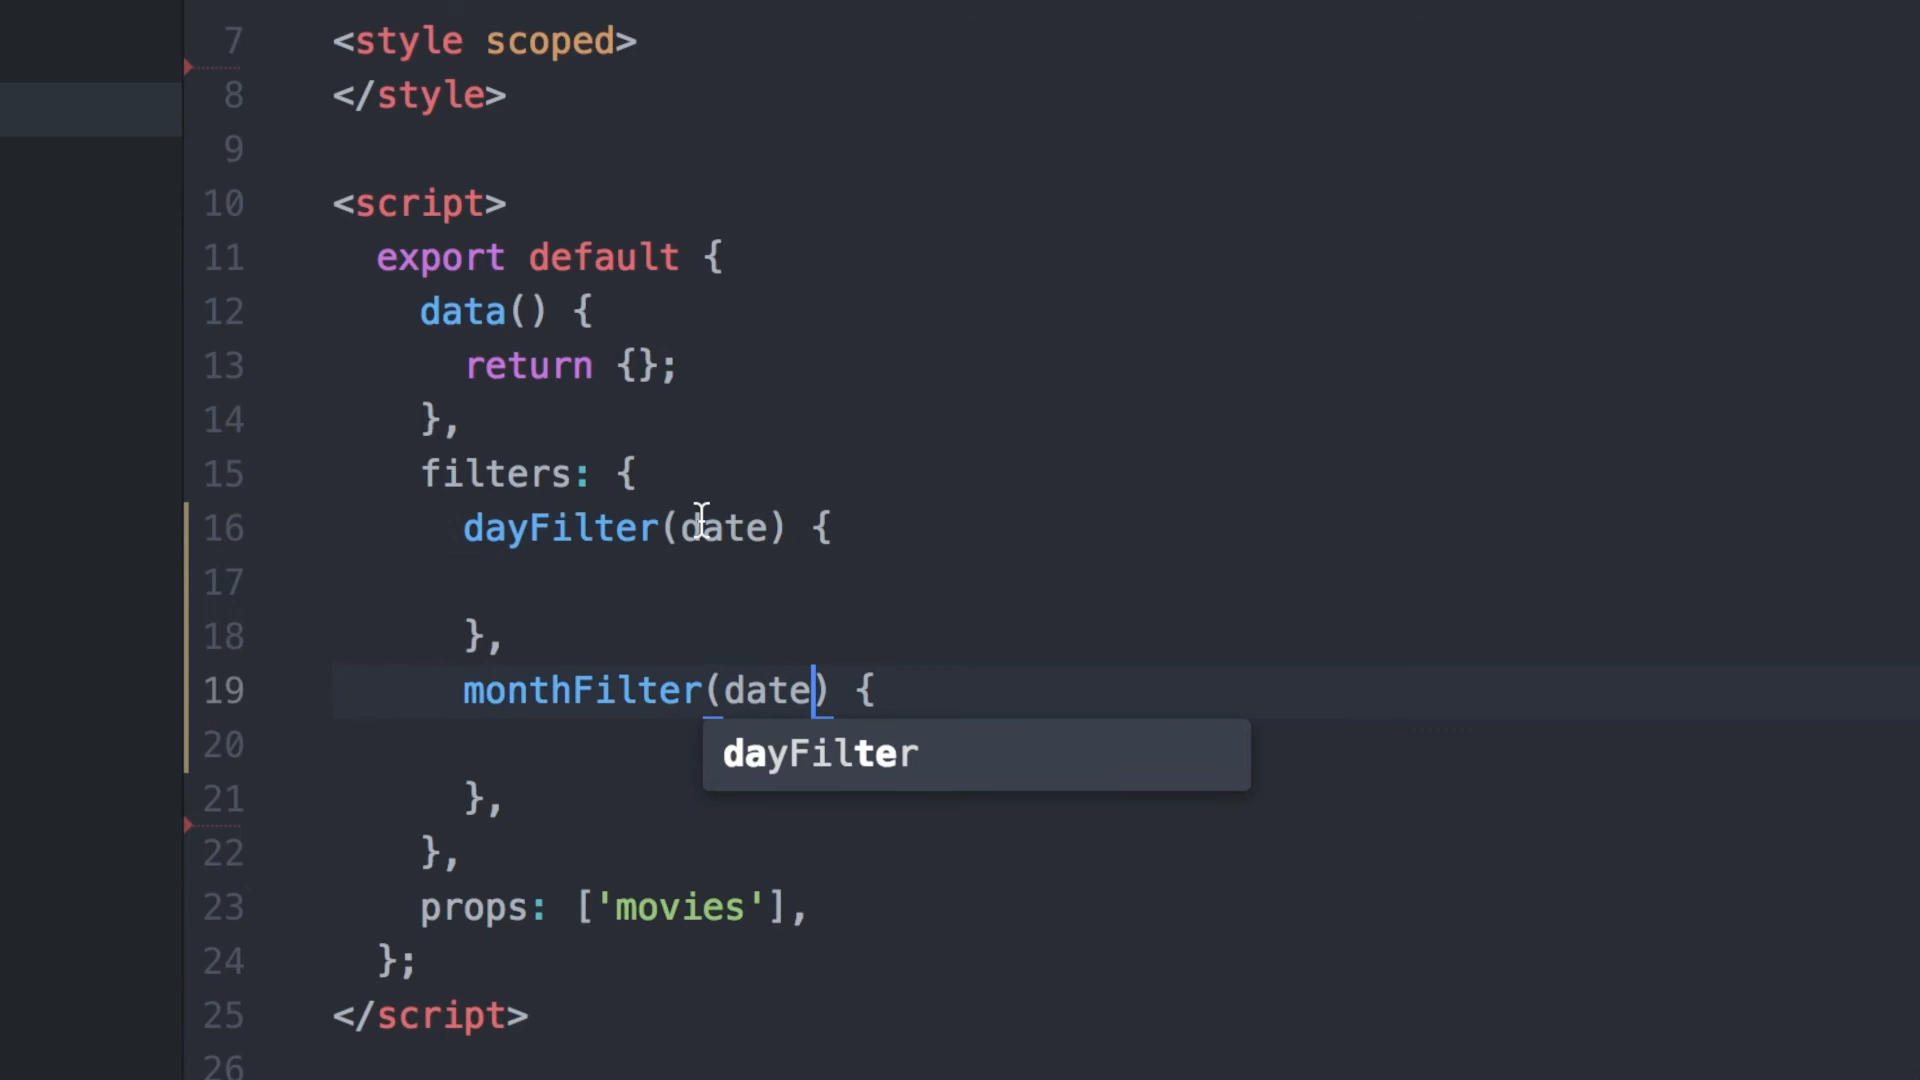 7 <style scoped>
8 </style>
9
10 <script>
11 export default {
12 data() {
13 return {};
14 },
15 filters: {
16 dayFilter(date) {
17
18 },
19 monthFilter(date) {
20
dayFilter
21 },
22 },
23 props: ['movies'],
24 };
25 </script>
26